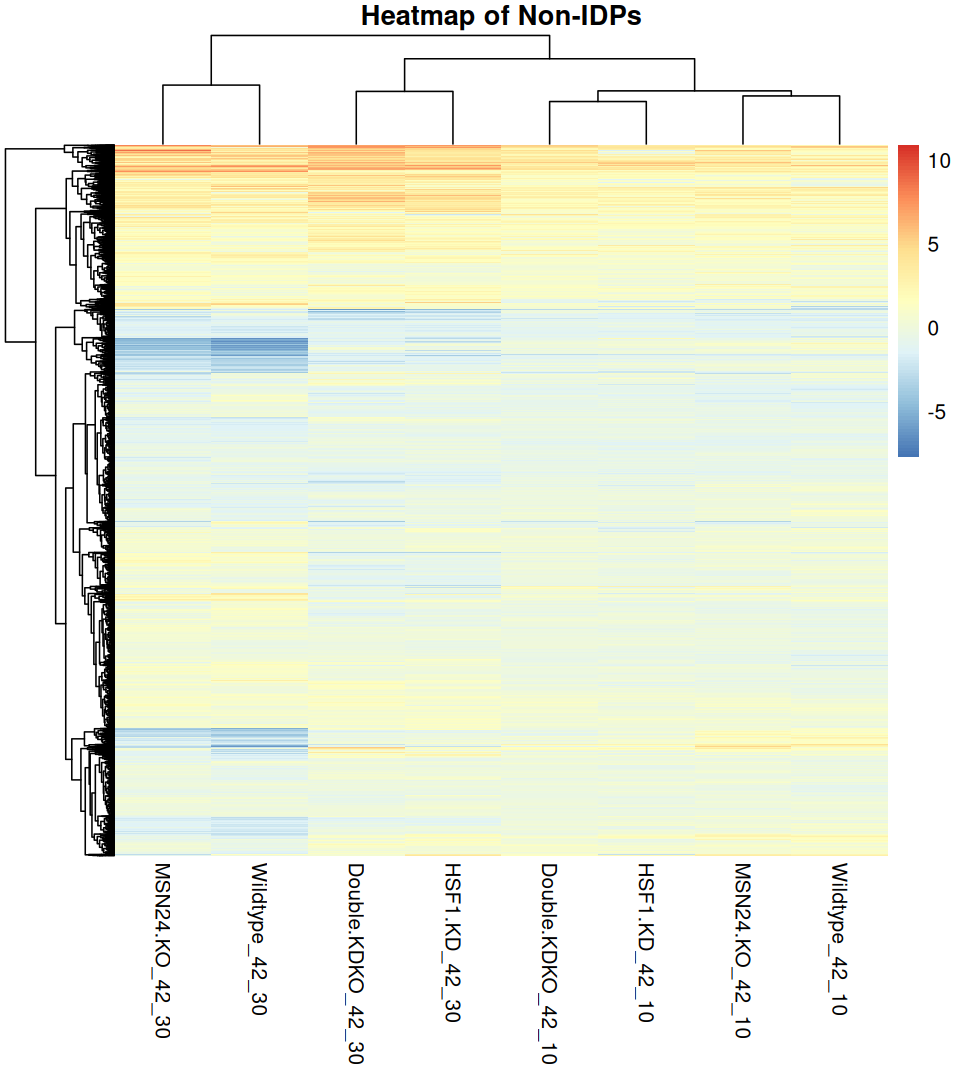 Heatmap of Non-IDPs
10
5
0
-5
MSN24.KO_42_30
Wildtype_42_30
Double.KDKO_42_30
HSF1.KD_42_30
Double.KDKO_42_10
HSF1.KD_42_10
MSN24.KO_42_10
Wildtype_42_10